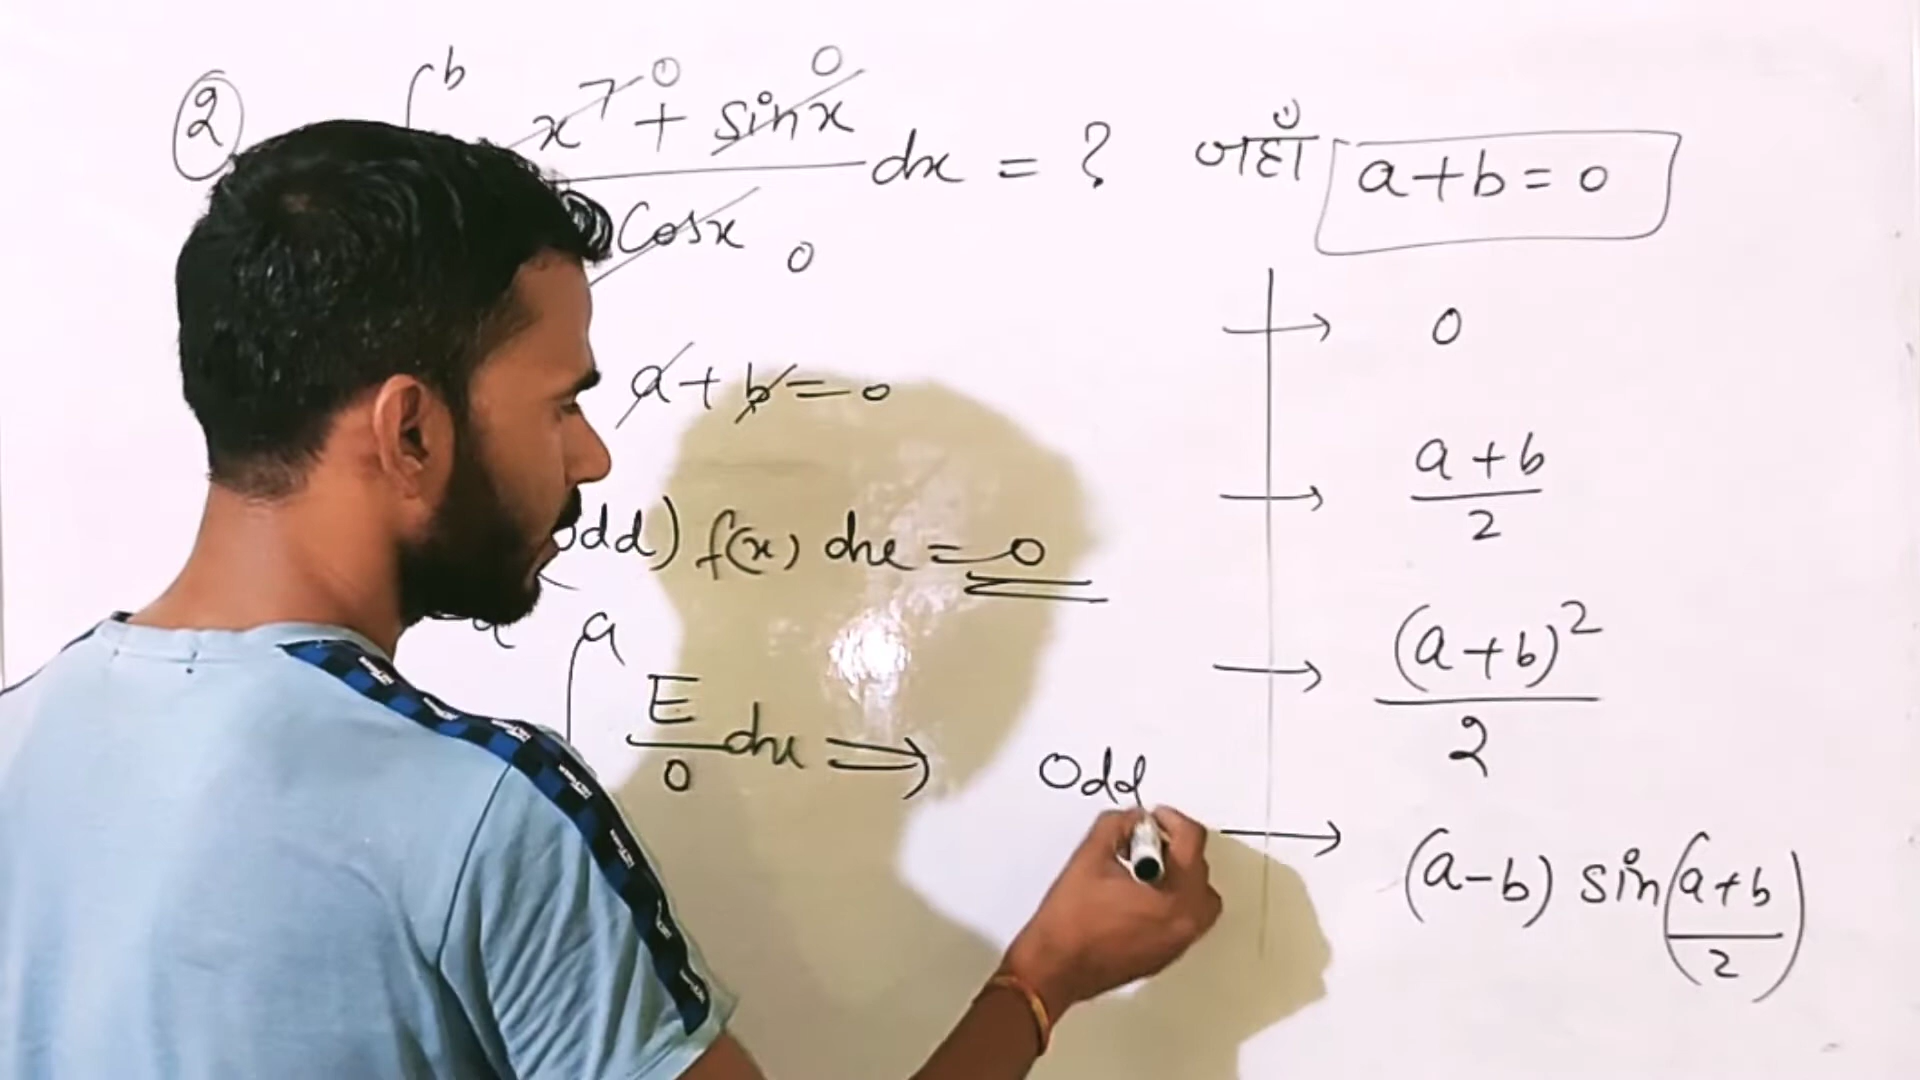 2 b x⁷ 0 + sinx 0 dx = ? जहाँ a+b=0
Cosx 0
a+b=0
odd) f(x) dx = 0
a
a
E
0 dx ⇒ Odd
→ 0
→ a+b
2
→ (a+b)²
2
→ (a-b) sin(a+b
2)